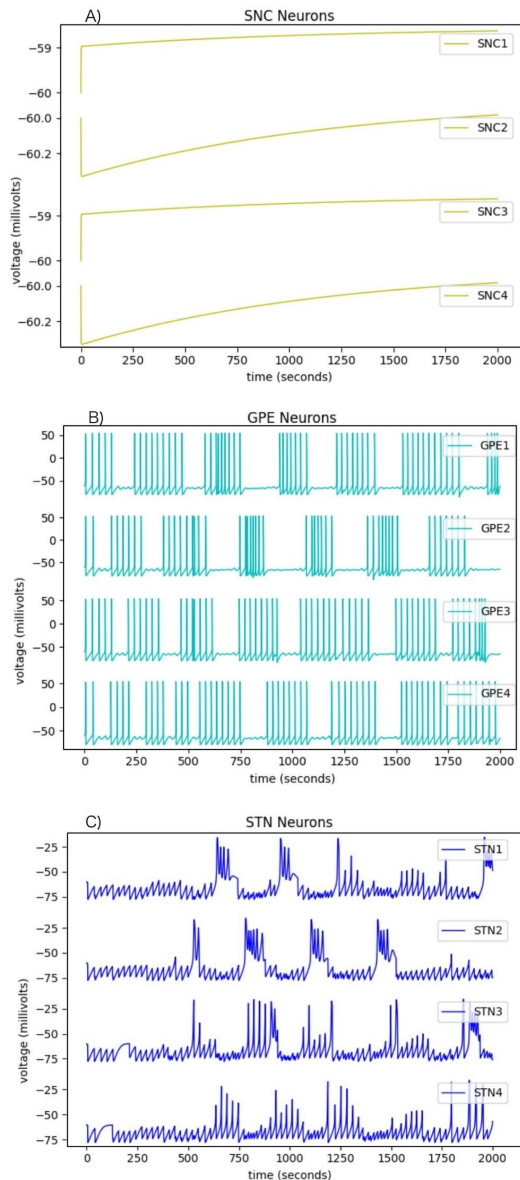 A)
SNC Neurons
−59
−60
SNC1
−60.0
−60.2
SNC2
−59
−60
SNC3
−60.0
−60.2
SNC4
voltage (millivolts)
0 250 500 750 1000 1250 1500 1750 2000
time (seconds)
B)
GPE Neurons
50
0
−50
GPE1
50
0
−50
GPE2
50
0
−50
GPE3
50
0
−50
GPE4
voltage (millivolts)
0 250 500 750 1000 1250 1500 1750 2000
time (seconds)
C)
STN Neurons
−25
−50
−75
STN1
−25
−50
−75
STN2
−25
−50
−75
STN3
−25
−50
−75
STN4
voltage (millivolts)
0 250 500 750 1000 1250 1500 1750 2000
time (seconds)